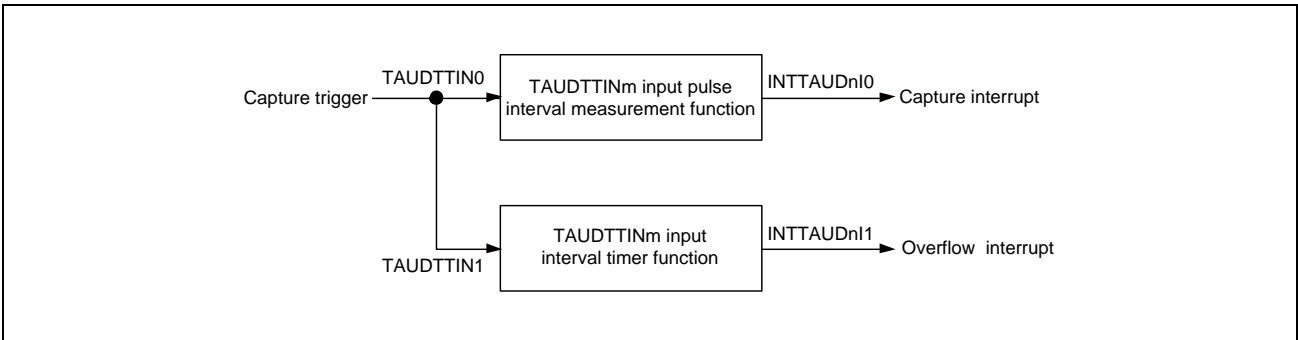 Capture trigger
TAUDTTIN0
TAUDTTINm input pulse
interval measurement function
INTTAUDnI0
Capture interrupt
TAUDTTIN1
TAUDTTINm input
interval timer function
INTTAUDnI1
Overflow interrupt